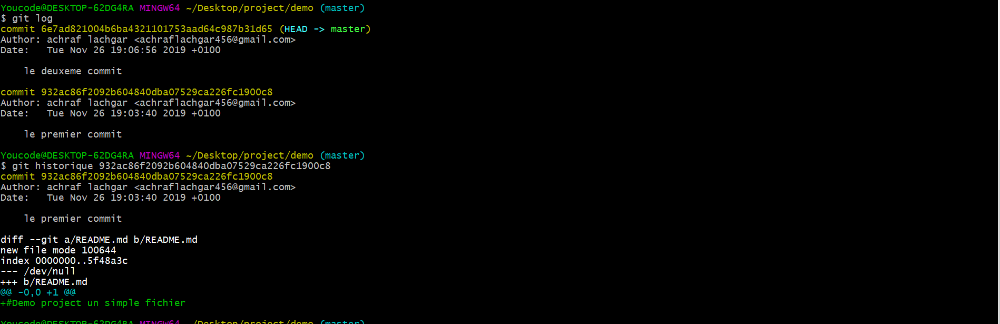 Youcode@DESKTOP-62DG4RA MINGW64 ~/Desktop/project/demo (master)
$ git log
commit 6e7ad821004b6ba4321101753aad64c987b31d65 (HEAD -> master)
Author: achraf lachgar <achraflachgar456@gmail.com>
Date:   Tue Nov 26 19:06:56 2019 +0100
    le deuxeme commit
commit 932ac86f2092b604840dba07529ca226fc1900c8
Author: achraf lachgar <achraflachgar456@gmail.com>
Date:   Tue Nov 26 19:03:40 2019 +0100
    le premier commit
Youcode@DESKTOP-62DG4RA MINGW64 ~/Desktop/project/demo (master)
$ git historique 932ac86f2092b604840dba07529ca226fc1900c8
commit 932ac86f2092b604840dba07529ca226fc1900c8
Author: achraf lachgar <achraflachgar456@gmail.com>
Date:   Tue Nov 26 19:03:40 2019 +0100
    le premier commit
diff --git a/README.md b/README.md
new file mode 100644
index 0000000..5f48a3c
--- /dev/null
+++ b/README.md
@@ -0,0 +1 @@
+#Demo project un simple fichier
Youcode@DESKTOP-62DG4RA MINGW64 ~/Desktop/project/demo (master)